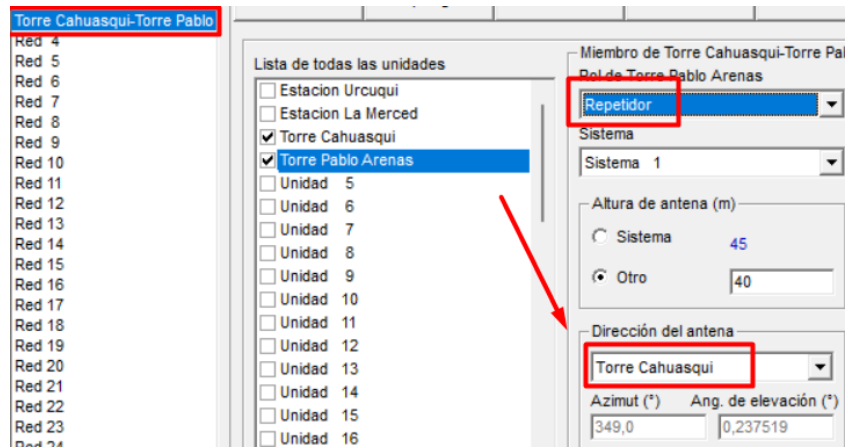 Torre Cahuasqui-Torre Pablo
Red 4
Red 5
Red 6
Red 7
Red 8
Red 9
Red 10
Red 11
Red 12
Red 13
Red 14
Red 15
Red 16
Red 17
Red 18
Red 19
Red 20
Red 21
Red 22
Red 23
Red 24
Lista de todas las unidades
Estacion Urcuqui
Estacion La Merced
Torre Cahuasqui
Torre Pablo Arenas
Unidad 5
Unidad 6
Unidad 7
Unidad 8
Unidad 9
Unidad 10
Unidad 11
Unidad 12
Unidad 13
Unidad 14
Unidad 15
Unidad 16
Miembro de Torre Cahuasqui-Torre Pal
Rol de Torre Pablo Arenas
Repetidor
Sistema
Sistema 1
Altura de antena (m)
Sistema 45
Otro 40
Dirección del antena
Torre Cahuasqui
Azimut (°) Ang. de elevación (°)
349,0 0,237519